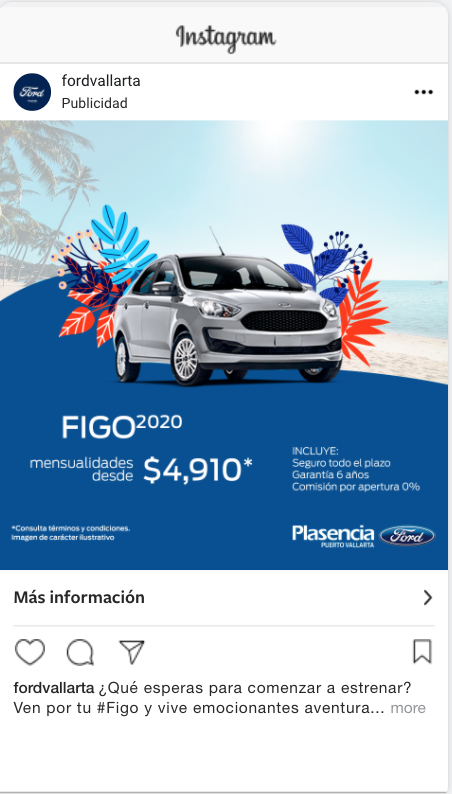 Instagram
Ford
fordvallarta
Publicidad
FIGO2020
mensualidades
desde $4,910*
INCLUYE:
Seguro todo el plazo
Garantía 6 años
Comisión por apertura 0%
*Consulta términos y condiciones.
Imagen de carácter ilustrativo
Plasencia Ford
PUERTO VALLARTA
Más información
fordvallarta ¿Qué esperas para comenzar a estrenar?
Ven por tu #Figo y vive emocionantes aventura... more